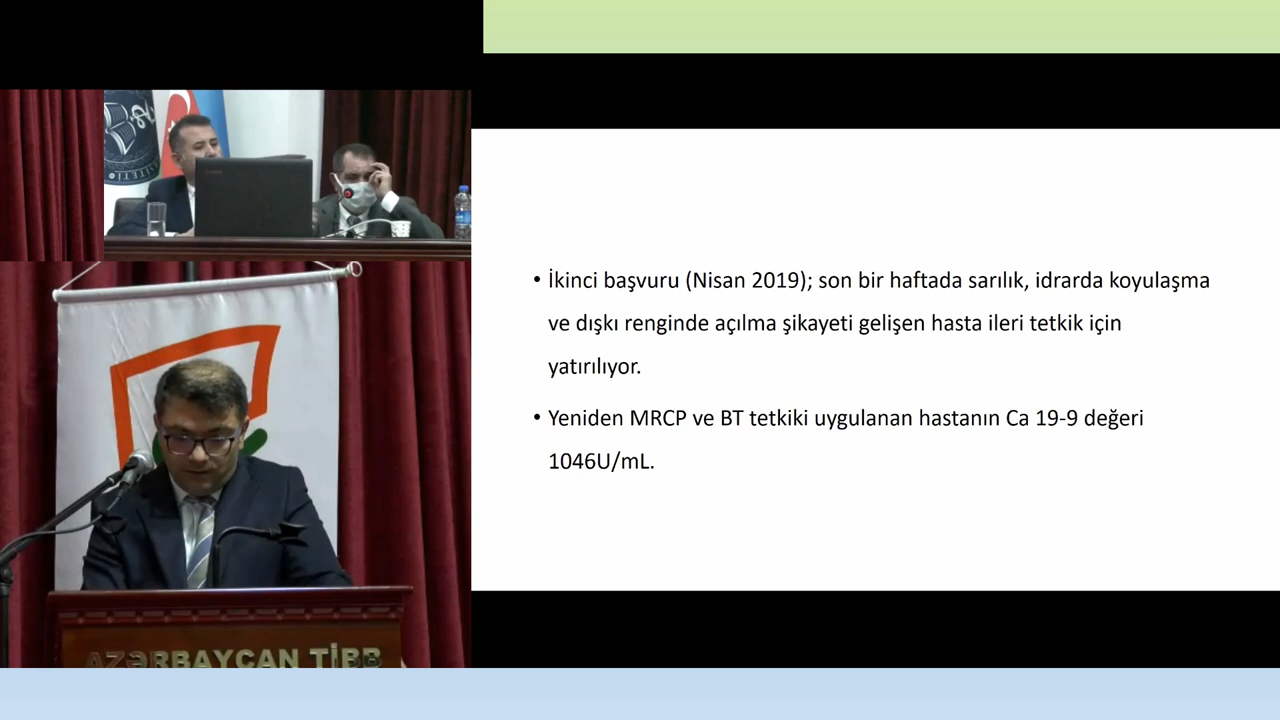 • İkinci başvuru (Nisan 2019); son bir haftada sarılık, idrarda koyulaşma
ve dışkı renginde açılma şikayeti gelişen hasta ileri tetkik için
yatırılıyor.
• Yeniden MRCP ve BT tetkiki uygulanan hastanın Ca 19-9 değeri
1046U/mL.
AZƏRBAYCAN TİBB